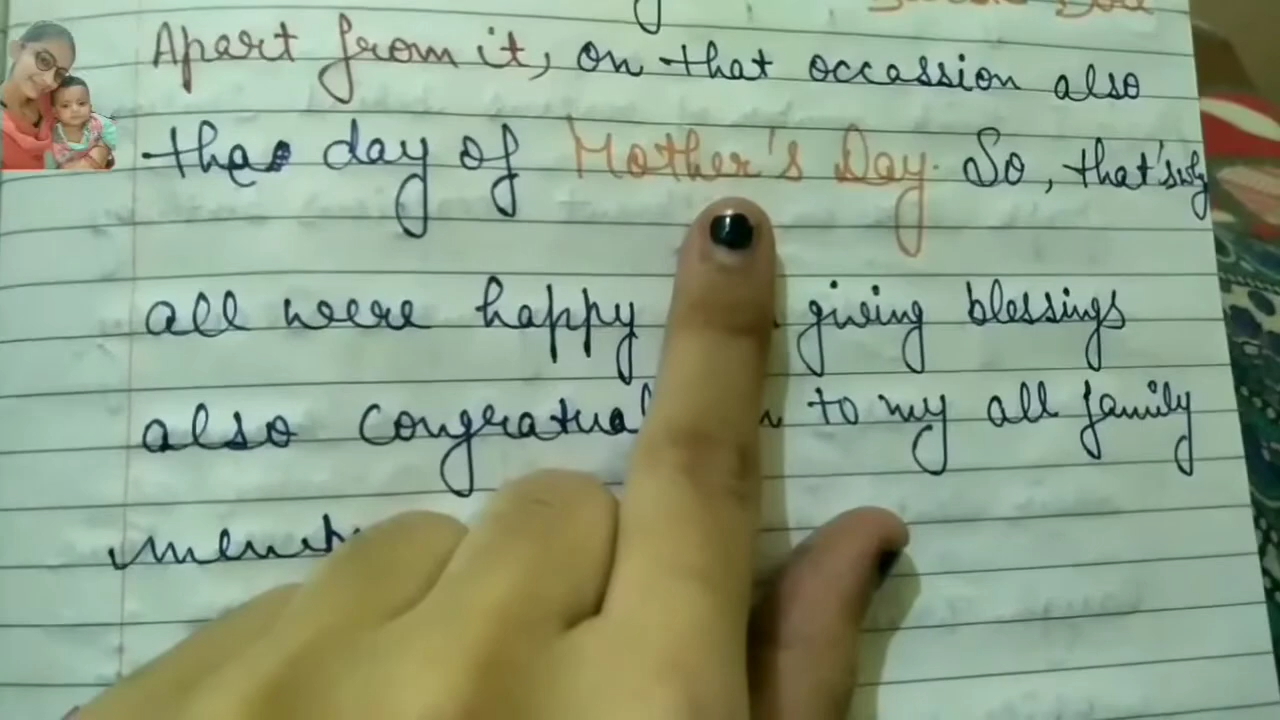 Apart from it, on that occassion also
the day of Mother's Day. So, that's why
all were happy giving blessings
also to my all family